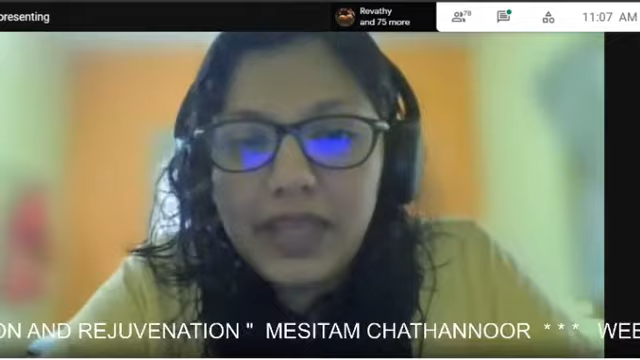 presenting
Revathy
and 75 more
78
11:07 AM
ON AND REJUVENATION " MESITAM CHATHANNOOR * * * WEE